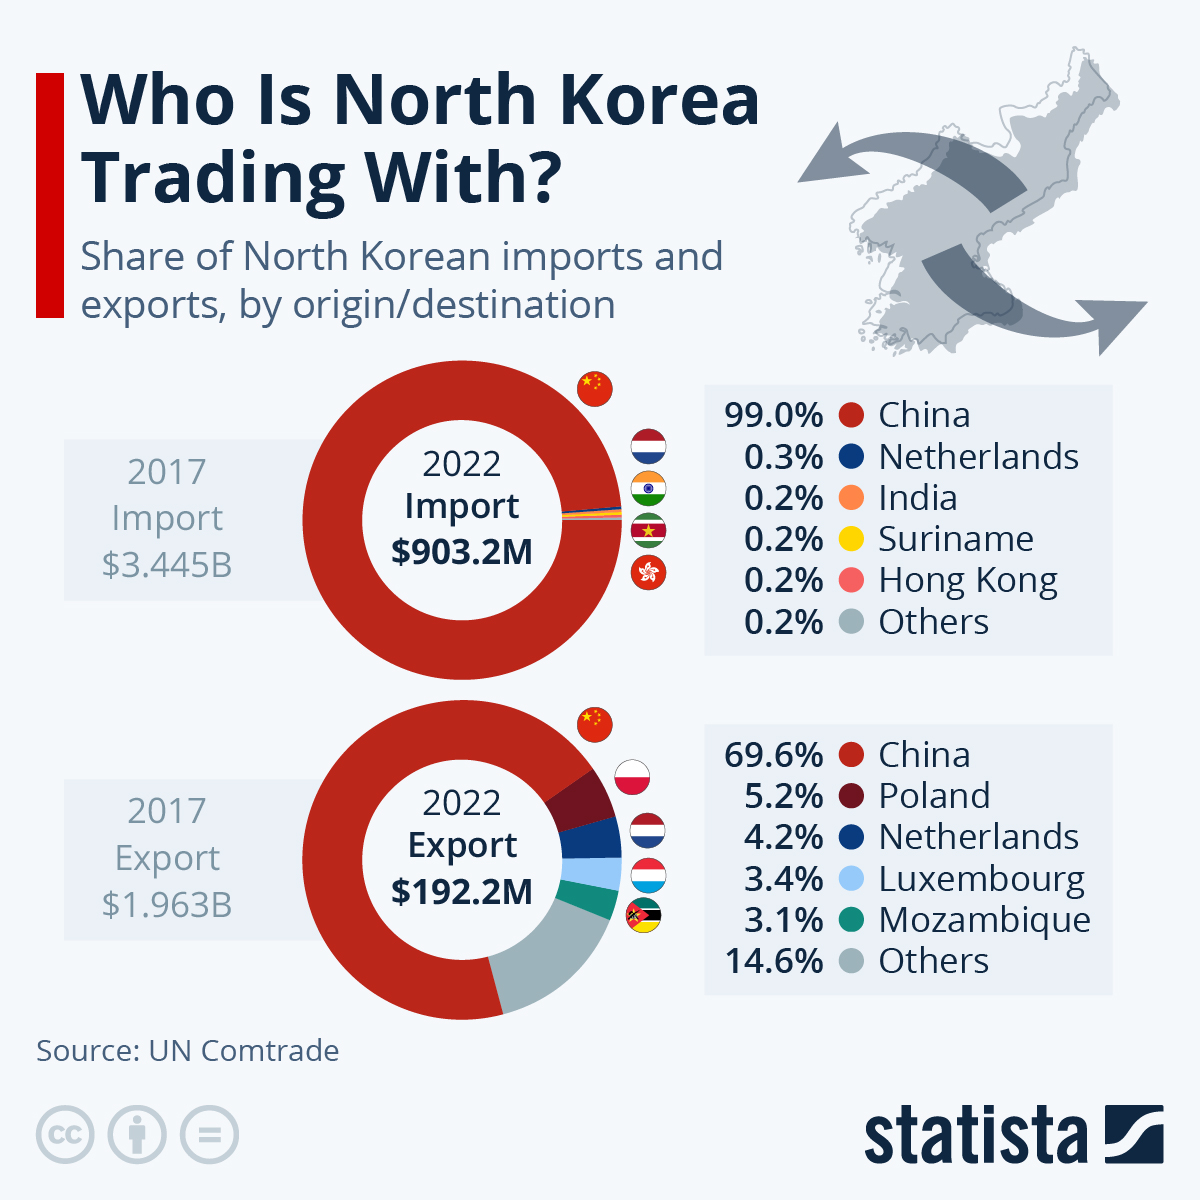 Who Is North Korea
Trading With?
Share of North Korean imports and
exports, by origin/destination
2017
Import
$3.445B
2022
Import
$903.2M
99.0% China
0.3% Netherlands
0.2% India
0.2% Suriname
0.2% Hong Kong
0.2% Others
2017
Export
$1.963B
2022
Export
$192.2M
69.6% China
5.2% Poland
4.2% Netherlands
3.4% Luxembourg
3.1% Mozambique
14.6% Others
Source: UN Comtrade
cc
statista